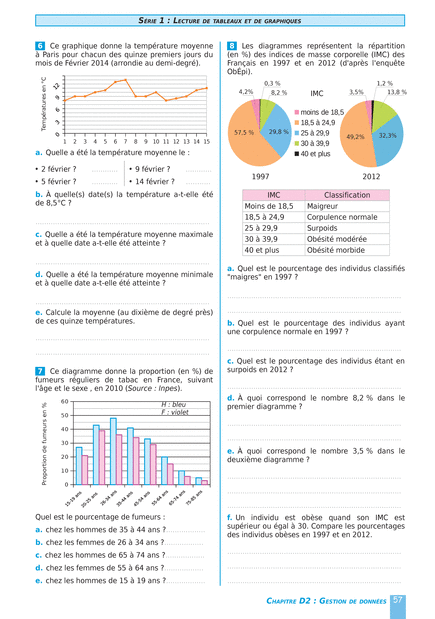 SÉRIE 1 : LECTURE DE TABLEAUX ET DE GRAPHIQUES
6 Ce graphique donne la température moyenne
à Paris pour chacun des quinze premiers jours du
mois de Février 2014 (arrondie au demi-degré).
Températures en °C
12
9
6
3
0
1 2 3 4 5 6 7 8 9 10 11 12 13 14 15
a. Quelle a été la température moyenne le :
• 2 février ? ............ • 9 février ? ............
• 5 février ? ............ • 14 février ? ............
b. À quelle(s) date(s) la température a-t-elle été
de 8,5°C ?
c. Quelle a été la température moyenne maximale
et à quelle date a-t-elle été atteinte ?
d. Quelle a été la température moyenne minimale
et à quelle date a-t-elle été atteinte ?
e. Calcule la moyenne (au dixième de degré près)
de ces quinze températures.
7 Ce diagramme donne la proportion (en %) de
fumeurs réguliers de tabac en France, suivant
l'âge et le sexe , en 2010 (Source : Inpes).
Proportion de fumeurs en %
60
50
40
30
20
10
0
H : bleu
F : violet
15-19 ans 20-25 ans 26-34 ans 35-44 ans 45-54 ans 55-64 ans 65-74 ans 75-85 ans
Quel est le pourcentage de fumeurs :
a. chez les hommes de 35 à 44 ans ?
b. chez les femmes de 26 à 34 ans ?
c. chez les hommes de 65 à 74 ans ?
d. chez les femmes de 55 à 64 ans ?
e. chez les hommes de 15 à 19 ans ?
8 Les diagrammes représentent la répartition
(en %) des indices de masse corporelle (IMC) des
Français en 1997 et en 2012 (d'après l'enquête
ObÉpi).
0,3 %
4,2%
8,2 %
57,5 %
29,8 %
1997
IMC
moins de 18,5
18,5 à 24,9
25 à 29,9
30 à 39,9
40 et plus
1,2 %
3,5%
13,8 %
49,2%
32,3%
2012
IMC Classification
Moins de 18,5 Maigreur
18,5 à 24,9 Corpulence normale
25 à 29,9 Surpoids
30 à 39,9 Obésité modérée
40 et plus Obésité morbide
a. Quel est le pourcentage des individus classifiés
"maigres" en 1997 ?
b. Quel est le pourcentage des individus ayant
une corpulence normale en 1997 ?
c. Quel est le pourcentage des individus étant en
surpoids en 2012 ?
d. À quoi correspond le nombre 8,2 % dans le
premier diagramme ?
e. À quoi correspond le nombre 3,5 % dans le
deuxième diagramme ?
f. Un individu est obèse quand son IMC est
supérieur ou égal à 30. Compare les pourcentages
des individus obèses en 1997 et en 2012.
CHAPITRE D2 : GESTION DE DONNÉES 57